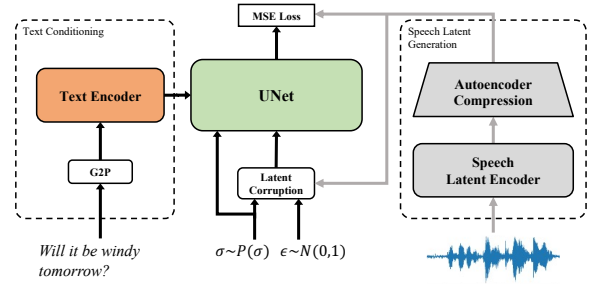 Text Conditioning
MSE Loss
Speech Latent
Generation
Text Encoder
UNet
Autoencoder
Compression
G2P
Latent
Corruption
Speech
Latent Encoder
Will it be windy
tomorrow?
σ~P(σ)
ϵ~N(0,1)